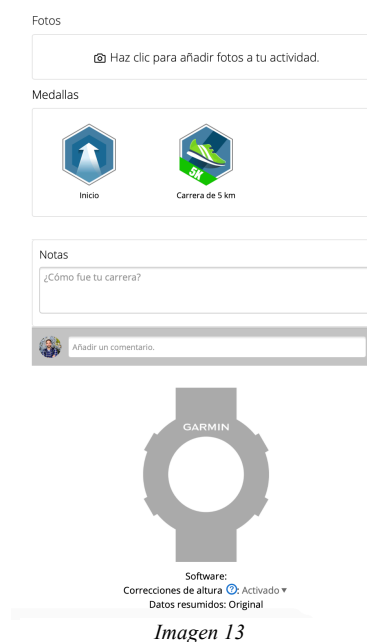 Fotos
Haz clic para añadir fotos a tu actividad.
Medallas
5K
Inicio
Carrera de 5 km
Notas
¿Cómo fue tu carrera?
Añadir un comentario.
GARMIN
Software:
Correcciones de altura ?: Activado ▾
Datos resumidos: Original
Imagen 13